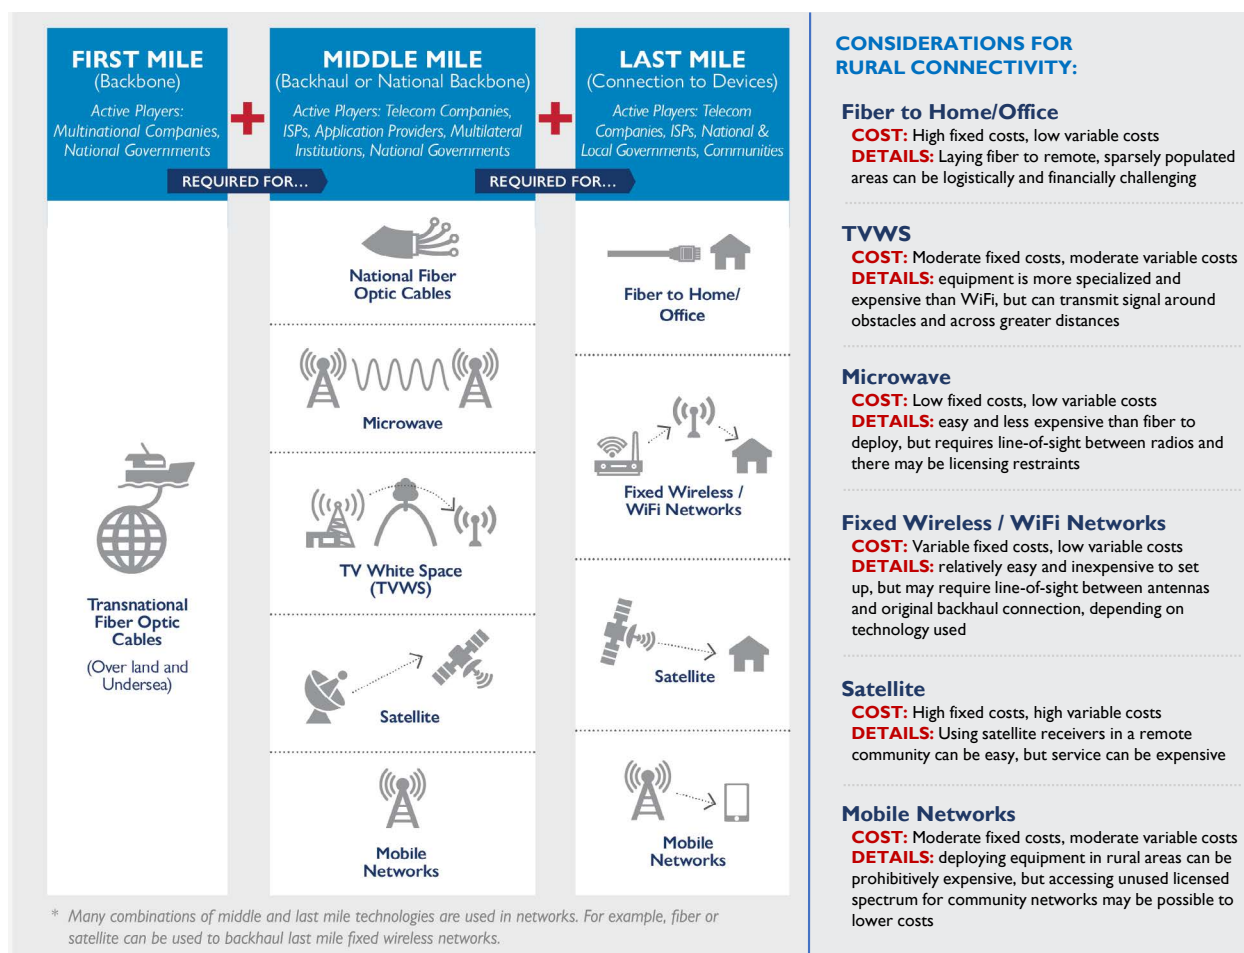 FIRST MILE
(Backbone)
Active Players:
Multinational Companies,
National Governments
MIDDLE MILE
(Backhaul or National Backbone)
Active Players: Telecom Companies,
ISPs, Application Providers, Multilateral
Institutions, National Governments
LAST MILE
(Connection to Devices)
Active Players: Telecom
Companies, ISPs, National &
Local Governments, Communities
REQUIRED FOR...
REQUIRED FOR...
Transnational
Fiber Optic
Cables
(Over land and
Undersea)
National Fiber
Optic Cables
Microwave
TV White Space
(TVWS)
Satellite
Mobile
Networks
Fiber to Home/
Office
Fixed Wireless /
WiFi Networks
Satellite
Mobile
Networks
* Many combinations of middle and last mile technologies are used in networks. For example, fiber or
satellite can be used to backhaul last mile fixed wireless networks.
CONSIDERATIONS FOR
RURAL CONNECTIVITY:
Fiber to Home/Office
COST: High fixed costs, low variable costs
DETAILS: Laying fiber to remote, sparsely populated
areas can be logistically and financially challenging
TVWS
COST: Moderate fixed costs, moderate variable costs
DETAILS: equipment is more specialized and
expensive than WiFi, but can transmit signal around
obstacles and across greater distances
Microwave
COST: Low fixed costs, low variable costs
DETAILS: easy and less expensive than fiber to
deploy, but requires line-of-sight between radios and
there may be licensing restraints
Fixed Wireless / WiFi Networks
COST: Variable fixed costs, low variable costs
DETAILS: relatively easy and inexpensive to set
up, but may require line-of-sight between antennas
and original backhaul connection, depending on
technology used
Satellite
COST: High fixed costs, high variable costs
DETAILS: Using satellite receivers in a remote
community can be easy, but service can be expensive
Mobile Networks
COST: Moderate fixed costs, moderate variable costs
DETAILS: deploying equipment in rural areas can be
prohibitively expensive, but accessing unused licensed
spectrum for community networks may be possible to
lower costs